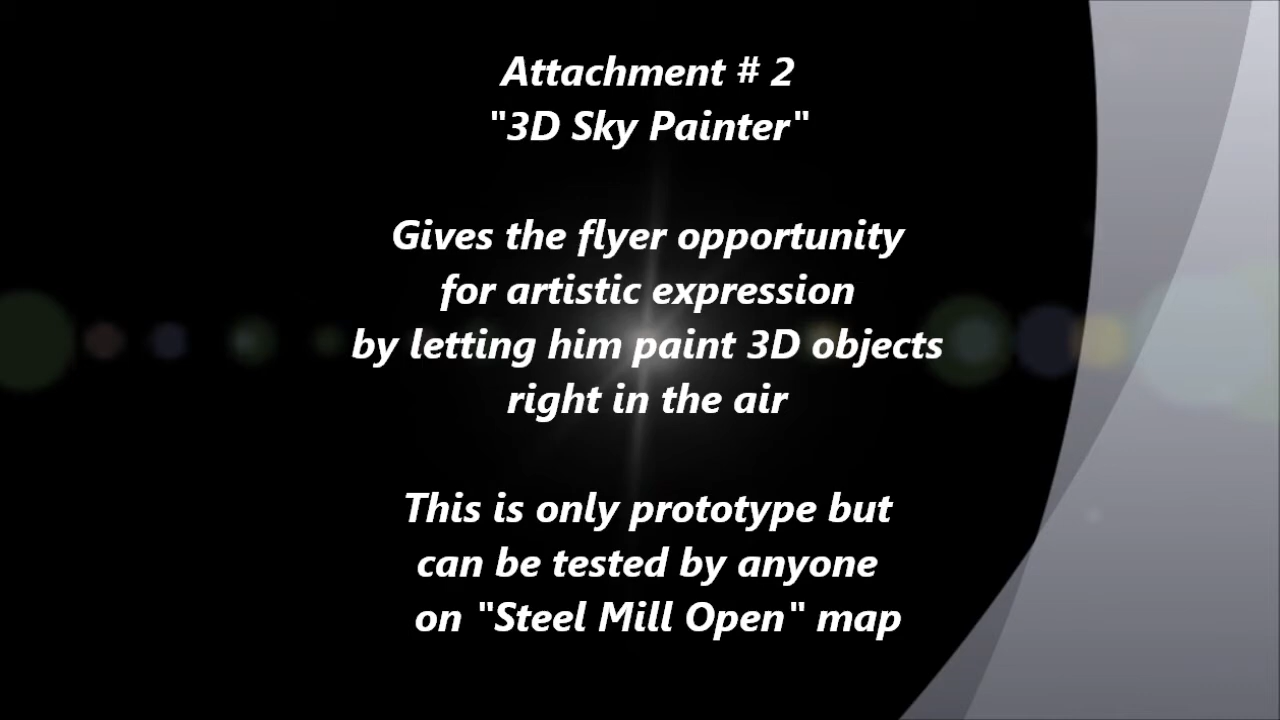 Attachment # 2
"3D Sky Painter"
Gives the flyer opportunity
for artistic expression
by letting him paint 3D objects
right in the air
This is only prototype but
can be tested by anyone
on "Steel Mill Open" map